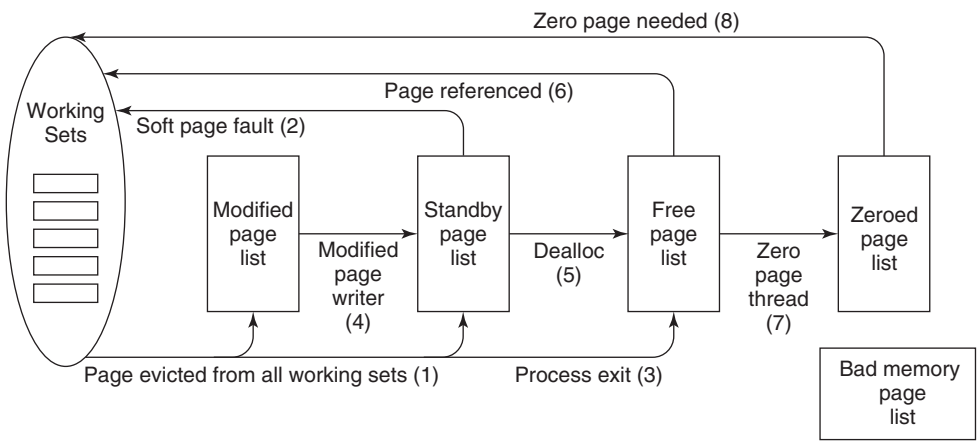 Zero page needed (8)
Page referenced (6)
Soft page fault (2)
Working
Sets
Modified
page
list
Standby
page
list
Free
page
list
Zeroed
page
list
Modified
page
writer
(4)
Dealloc
(5)
Zero
page
thread
(7)
Page evicted from all working sets (1)
Process exit (3)
Bad memory
page
list